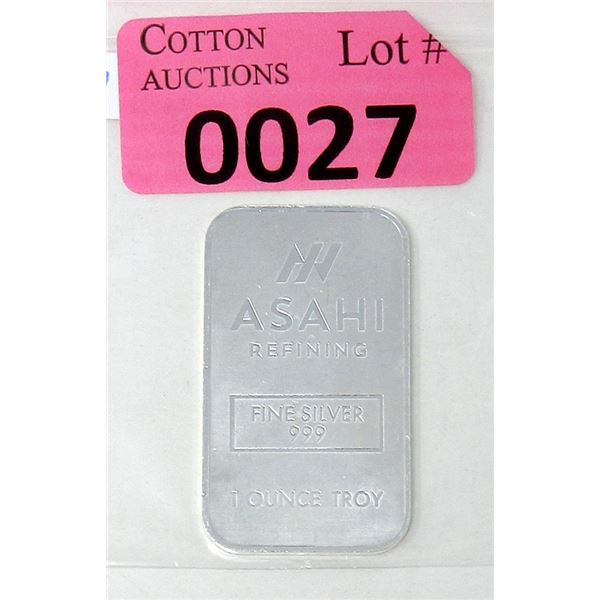 COTTON
AUCTIONS
Lot #
0027
ASAHI
REFINING
FINE SILVER
999
1 OUNCE TROY